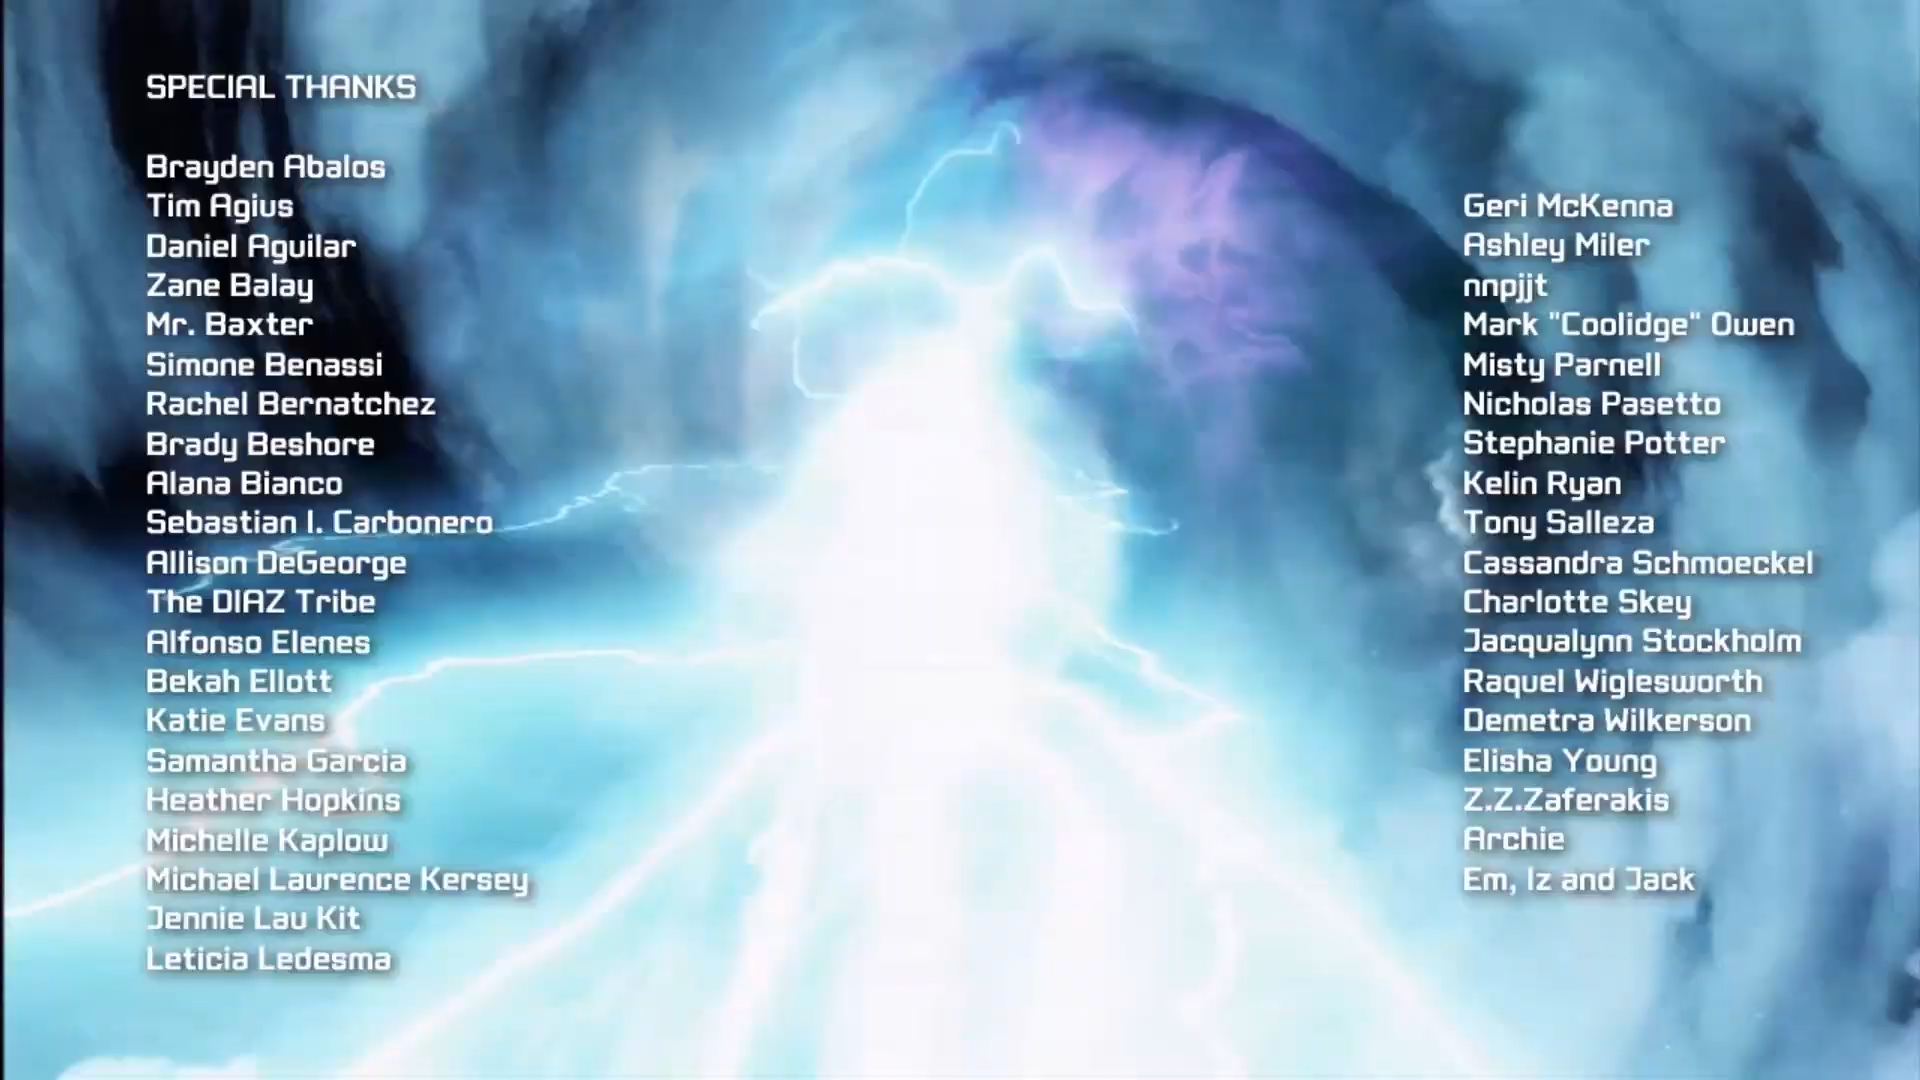 SPECIAL THANKS
Brayden Abalos
Tim Agius
Daniel Aguilar
Zane Balay
Mr. Baxter
Simone Benassi
Rachel Bernatchez
Brady Beshore
Alana Bianco
Sebastian I. Carbonero
Allison DeGeorge
The DIAZ Tribe
Alfonso Elenes
Bekah Ellott
Katie Evans
Samantha Garcia
Heather Hopkins
Michelle Kaplow
Michael Laurence Kersey
Jennie Lau Kit
Leticia Ledesma
Geri McKenna
Ashley Miler
nnpjjt
Mark "Coolidge" Owen
Misty Parnell
Nicholas Pasetto
Stephanie Potter
Kelin Ryan
Tony Salleza
Cassandra Schmoeckel
Charlotte Skey
Jacqualynn Stockholm
Raquel Wiglesworth
Demetra Wilkerson
Elisha Young
Z.Z.Zaferakis
Archie
Em, Iz and Jack